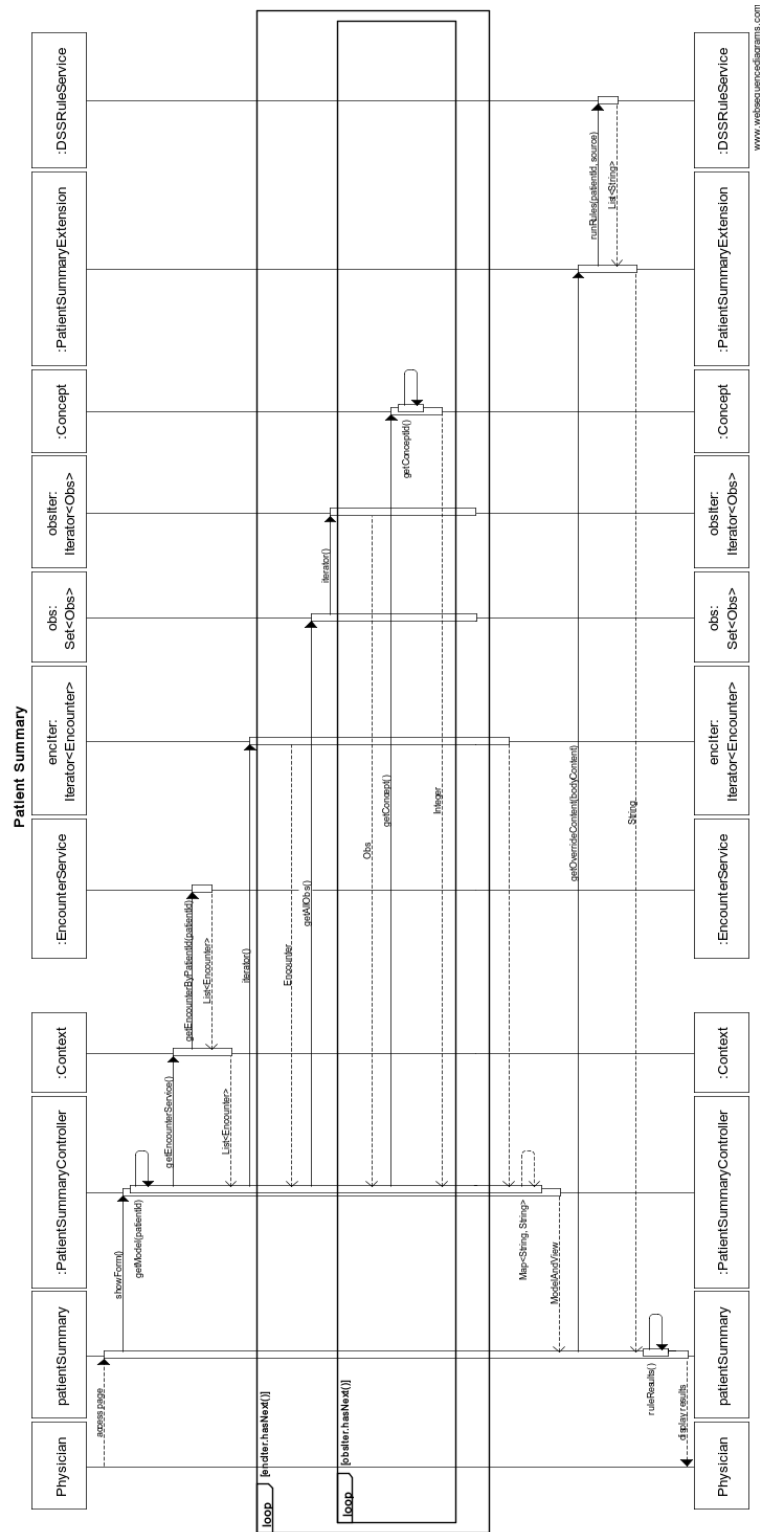 Patient Summary
Physician
patientSummary
:PatientSummaryController
:Context
:EncounterService
encIter:
Iterator<Encounter>
obs:
Set<Obs>
obsIter:
Iterator<Obs>
:Concept
:PatientSummaryExtension
:DSSRuleService
access page
showForm()
getModel(patientId)
getEncounterService()
getEncounterByPatientId(patientId)
List<Encounter>
List<Encounter>
iterator()
loop
[encIter.hasNext()]
Encounter
getAllObs()
iterator()
loop
[obsIter.hasNext()]
Obs
getConcept()
getConceptId()
Integer
Map<String, String>
ModelAndView
getOverrideContent(bodyContent)
runRules(patientId, source)
List<String>
String
ruleResults()
display results
Physician
patientSummary
:PatientSummaryController
:Context
:EncounterService
encIter:
Iterator<Encounter>
obs:
Set<Obs>
obsIter:
Iterator<Obs>
:Concept
:PatientSummaryExtension
:DSSRuleService
www.websequencediagrams.com